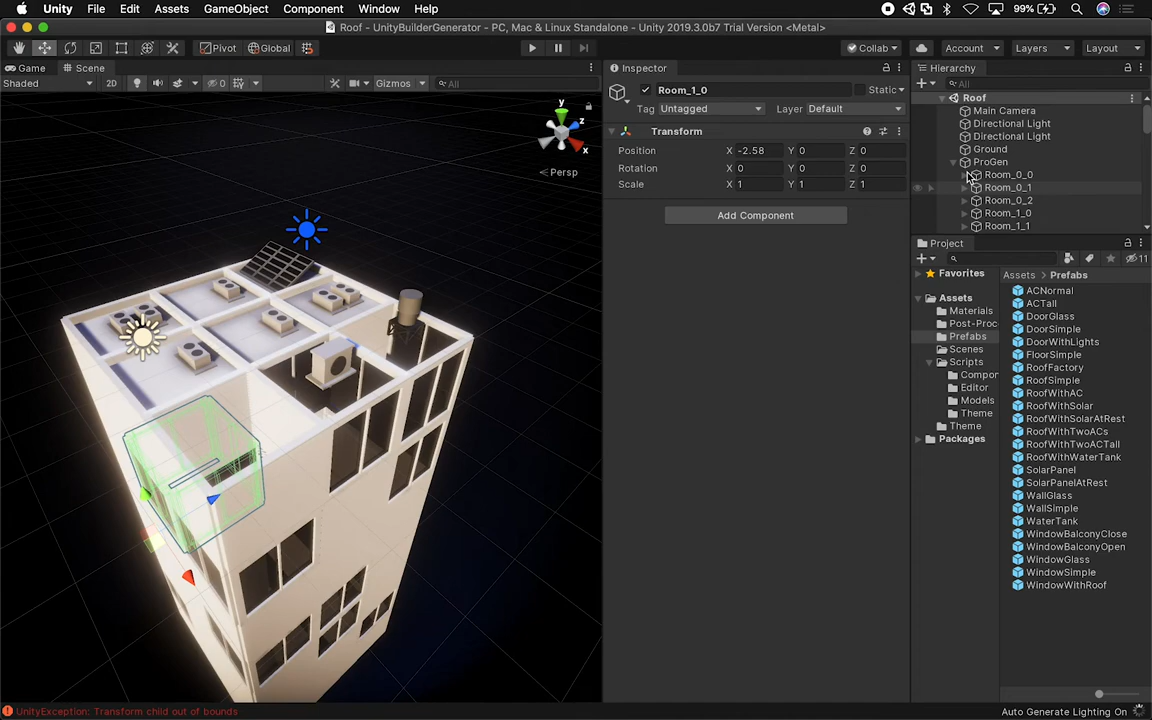 Unity File Edit Assets GameObject Component Window Help 99%
Roof - UnityBuilderGenerator - PC, Mac & Linux Standalone - Unity 2019.3.0b7 Trial Version <Metal>
Pivot Global Collab Account Layers Layout
Game Scene
Shaded 2D 0 Gizmos All
y
z
x
Persp
Inspector
Room_1_0 Static
Tag Untagged Layer Default
Transform
Position X -2.58 Y 0 Z 0
Rotation X 0 Y 0 Z 0
Scale X 1 Y 1 Z 1
Add Component
Hierarchy
All
Roof
Main Camera
Directional Light
Directional Light
Ground
ProGen
Room_0_0
Room_0_1
Room_0_2
Room_1_0
Room_1_1
Project
11
Favorites
Assets
Materials
Post-Proc
Prefabs
Scenes
Scripts
Compor
Editor
Models
Theme
Theme
Packages
Assets Prefabs
ACNormal
ACTall
DoorGlass
DoorSimple
DoorWithLights
FloorSimple
RoofFactory
RoofSimple
RoofWithAC
RoofWithSolar
RoofWithSolarAtRest
RoofWithTwoACs
RoofWithTwoACTall
RoofWithWaterTank
SolarPanel
SolarPanelAtRest
WallGlass
WallSimple
WaterTank
WindowBalconyClose
WindowBalconyOpen
WindowGlass
WindowSimple
WindowWithRoof
UnityException: Transform child out of bounds
Auto Generate Lighting On